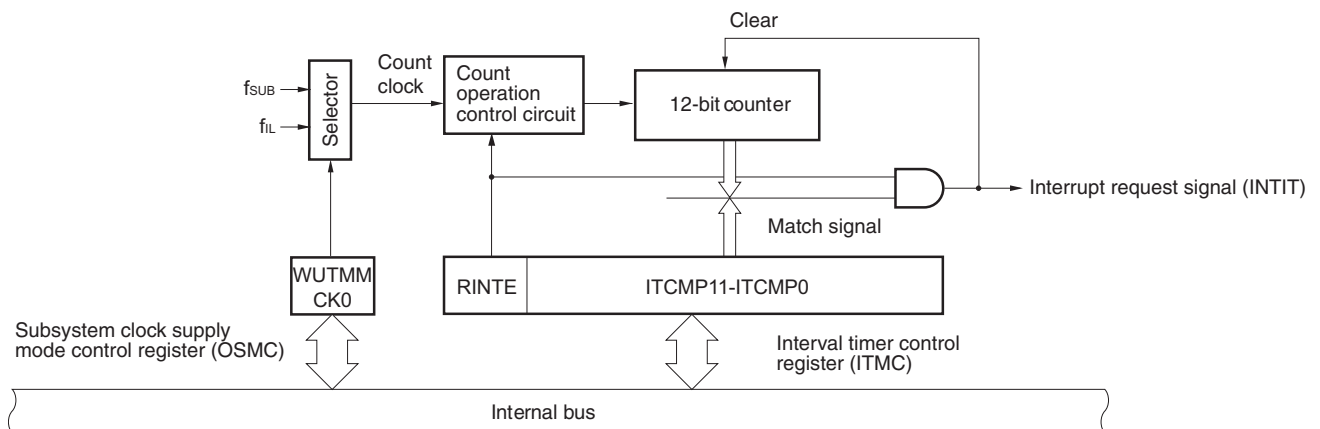 Clear
Count
clock
Count
operation
control circuit
12-bit counter
fSUB
fIL
Selector
Interrupt request signal (INTIT)
Match signal
WUTMM
CK0
RINTE
ITCMP11-ITCMP0
Subsystem clock supply
mode control register (OSMC)
Interval timer control
register (ITMC)
Internal bus